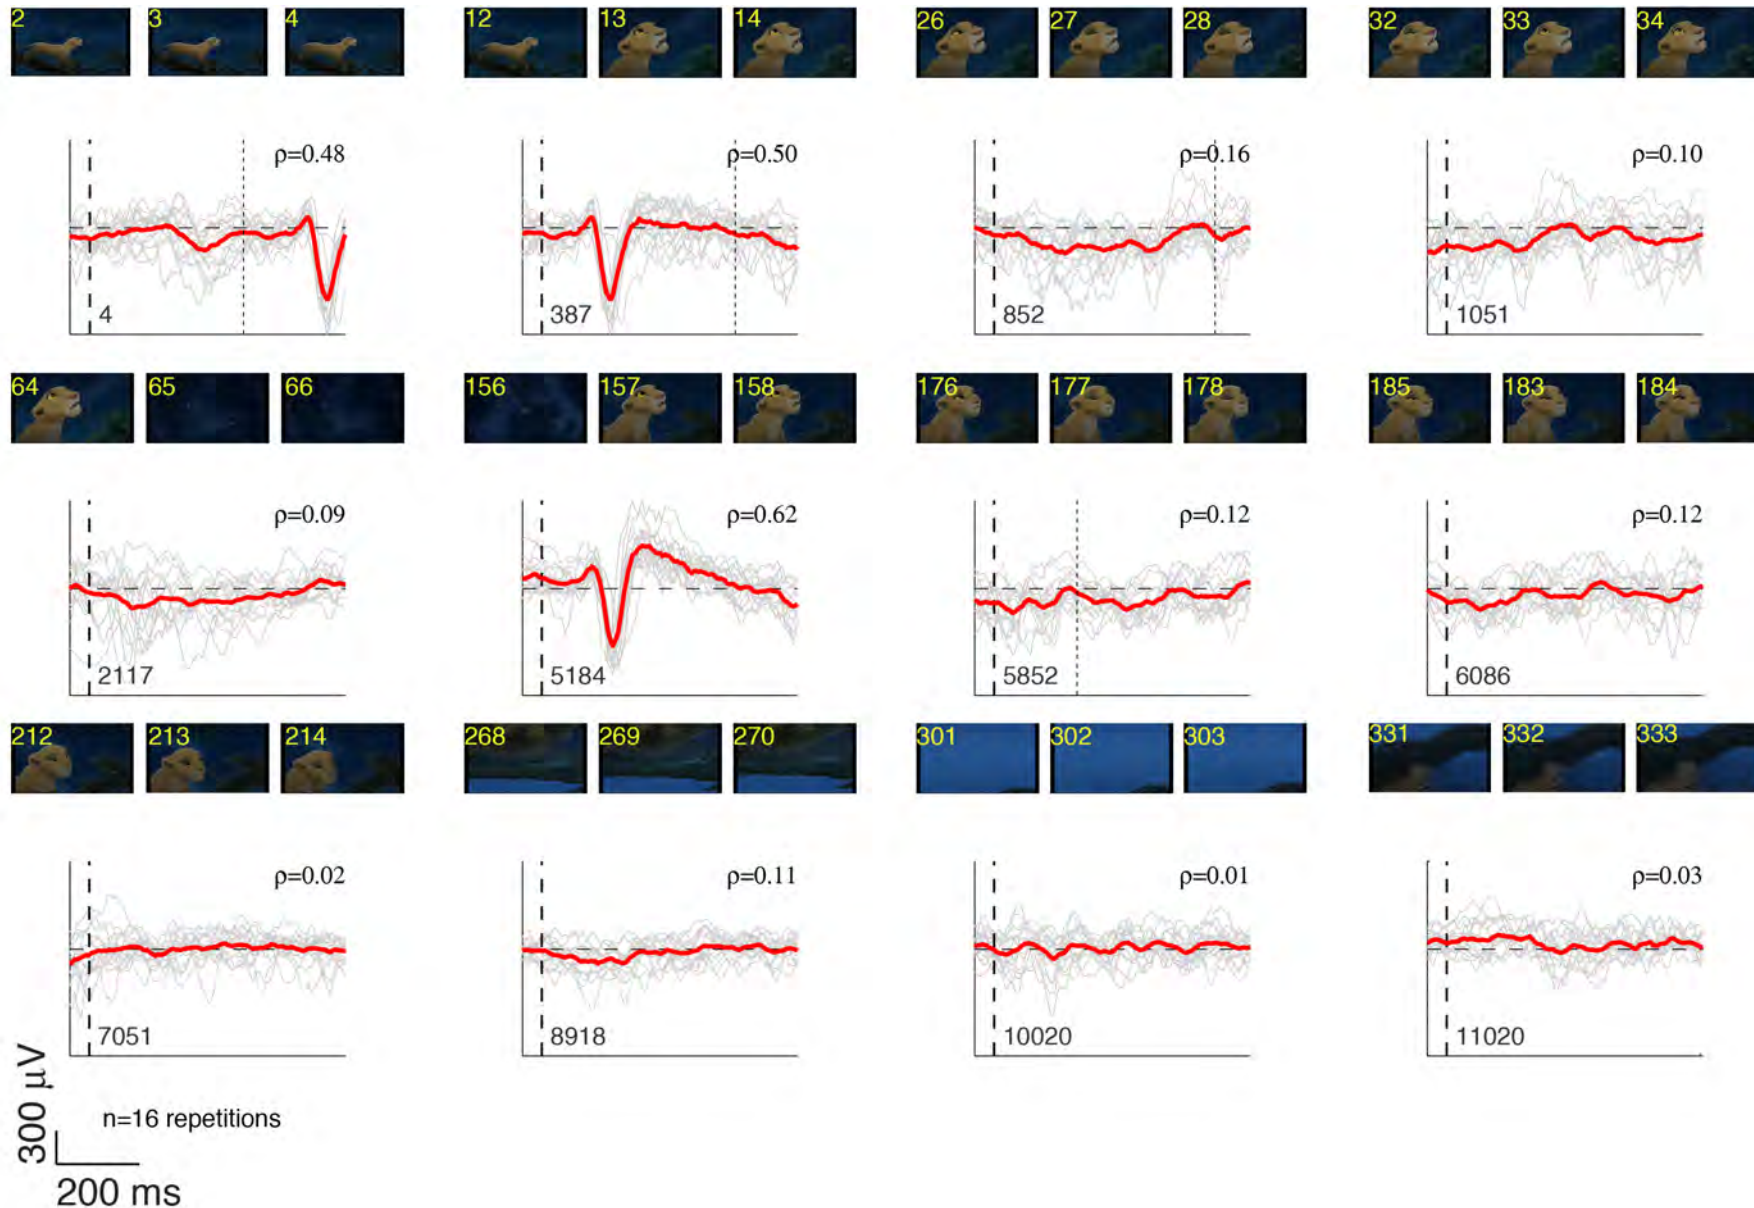 2 3 4 12 13 14 26 27 28 32 33 34
ρ=0.48 ρ=0.50 ρ=0.16 ρ=0.10
4 387 852 1051
64 65 66 156 157 158 176 177 178 185 183 184
ρ=0.09 ρ=0.62 ρ=0.12 ρ=0.12
2117 5184 5852 6086
212 213 214 268 269 270 301 302 303 331 332 333
ρ=0.02 ρ=0.11 ρ=0.01 ρ=0.03
7051 8918 10020 11020
300 μV
n=16 repetitions
200 ms